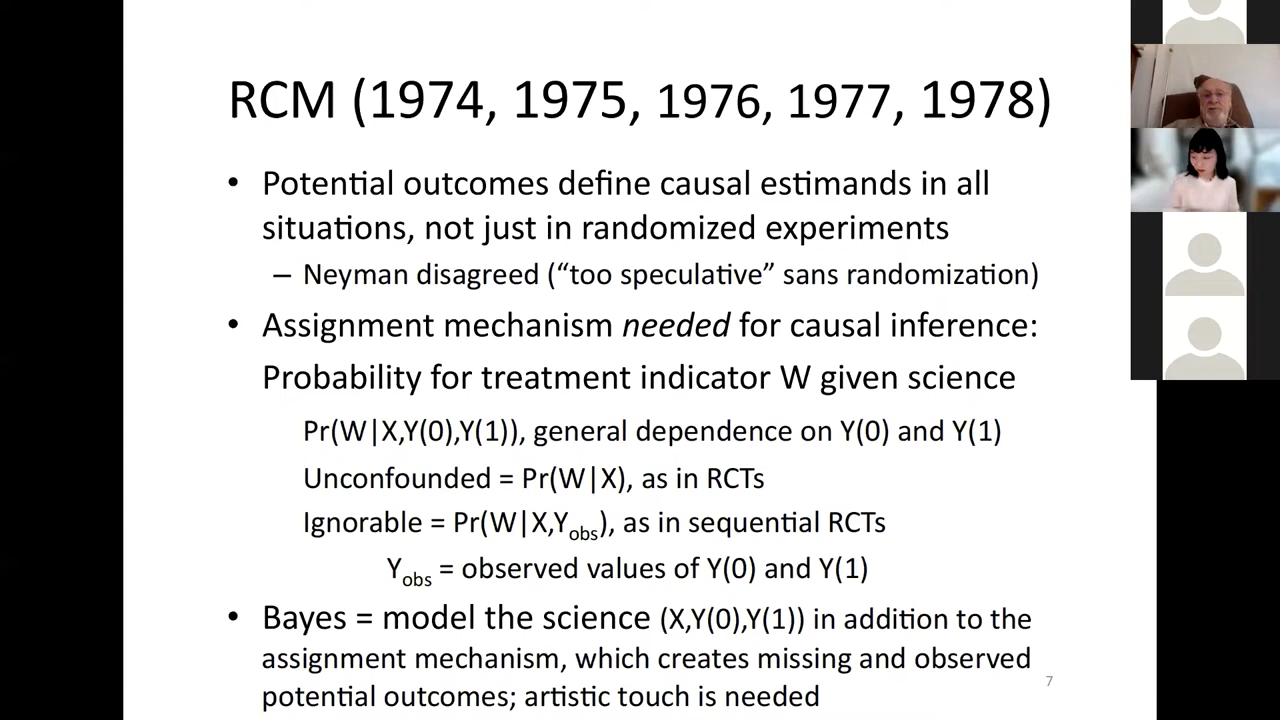 RCM (1974, 1975, 1976, 1977, 1978)
• Potential outcomes define causal estimands in all
situations, not just in randomized experiments
– Neyman disagreed (“too speculative” sans randomization)
• Assignment mechanism needed for causal inference:
Probability for treatment indicator W given science
Pr(W|X,Y(0),Y(1)), general dependence on Y(0) and Y(1)
Unconfounded = Pr(W|X), as in RCTs
Ignorable = Pr(W|X,Yobs), as in sequential RCTs
Yobs = observed values of Y(0) and Y(1)
• Bayes = model the science (X,Y(0),Y(1)) in addition to the
assignment mechanism, which creates missing and observed
potential outcomes; artistic touch is needed
7